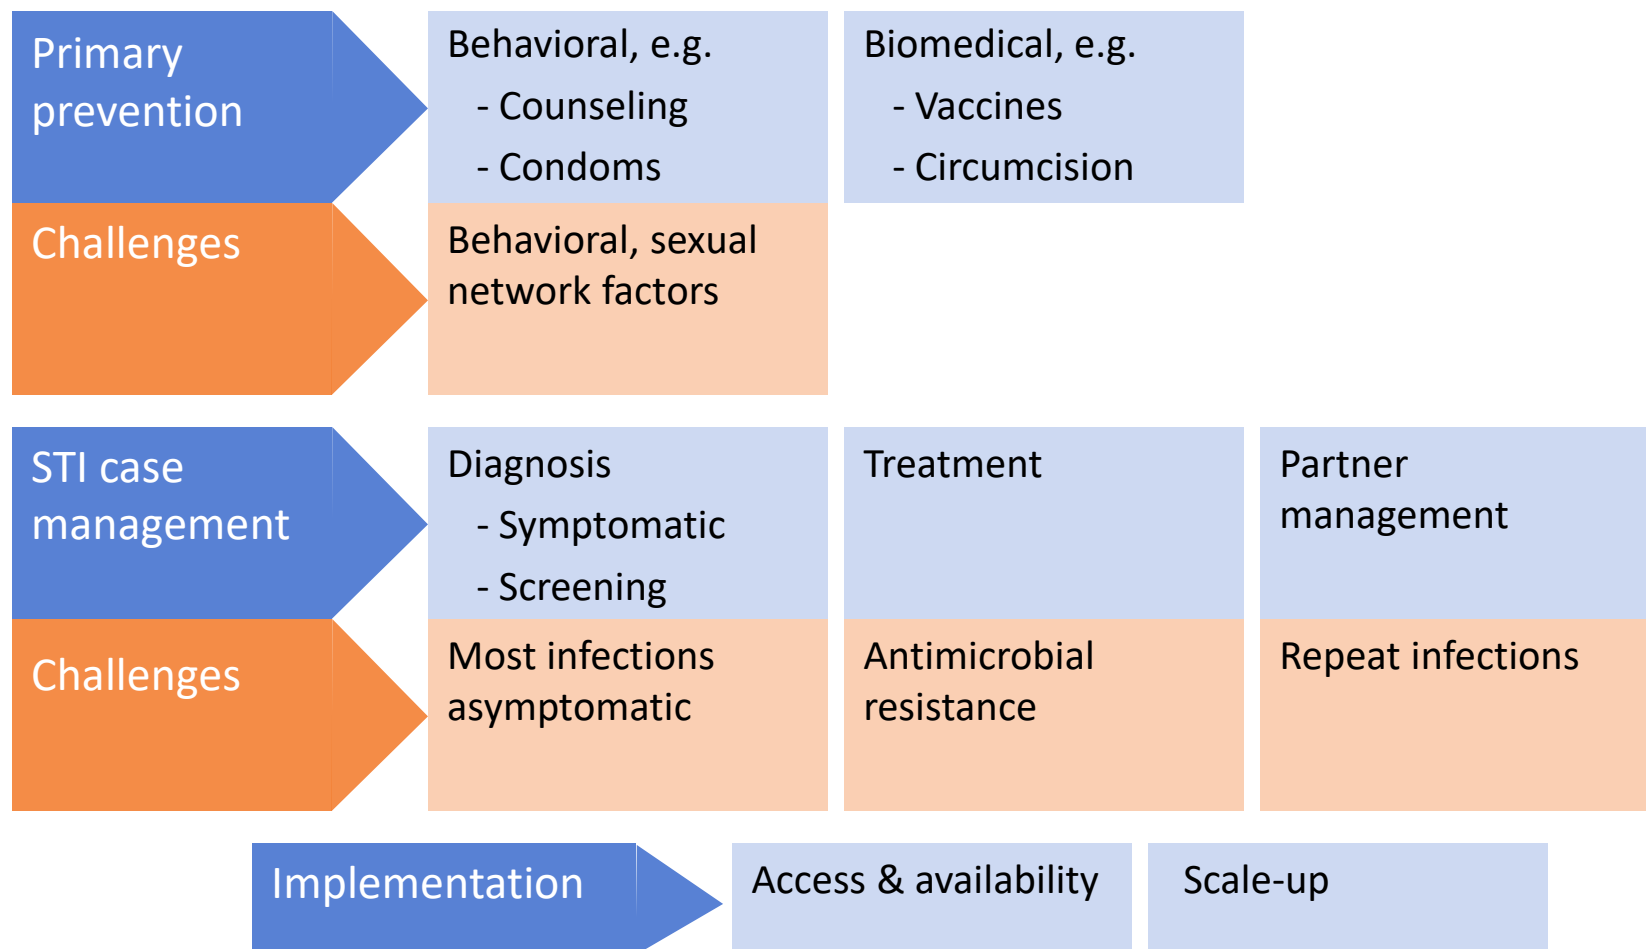 Primary
prevention
Behavioral, e.g.
- Counseling
- Condoms
Biomedical, e.g.
- Vaccines
- Circumcision
Challenges
Behavioral, sexual
network factors
STI case
management
Diagnosis
- Symptomatic
- Screening
Treatment
Partner
management
Challenges
Most infections
asymptomatic
Antimicrobial
resistance
Repeat infections
Implementation
Access & availability
Scale-up